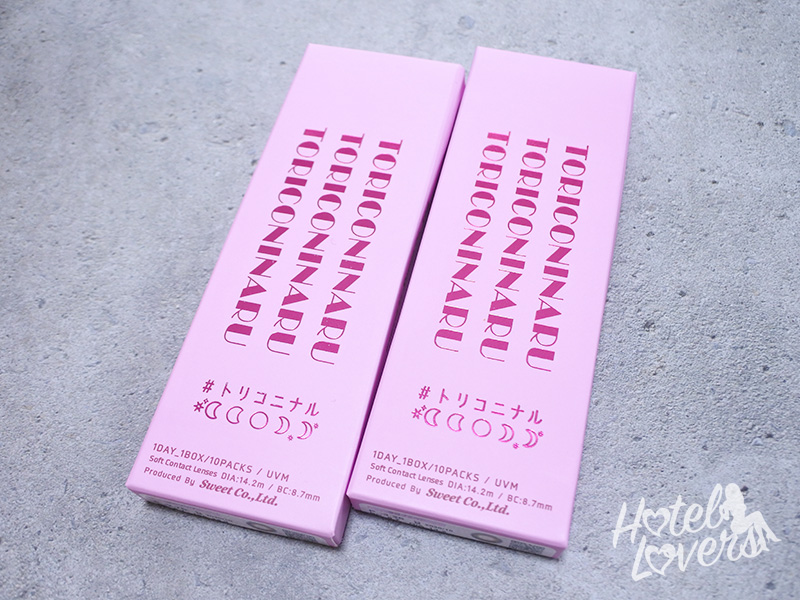 TORICONINARU
TORICONINARU
TORICONINARU
#トリコニナル
1DAY_1BOX/10PACKS / UVM
Soft Contact Lenses DIA:14.2m / BC:8.7mm
Produced By Sweet Co.,Ltd.
TORICONINARU
TORICONINARU
TORICONINARU
#トリコニナル
1DAY_1BOX/10PACKS / UVM
Soft Contact Lenses DIA:14.2m / BC:8.7mm
Produced By Sweet Co.,Ltd.
Hotel
Lovers